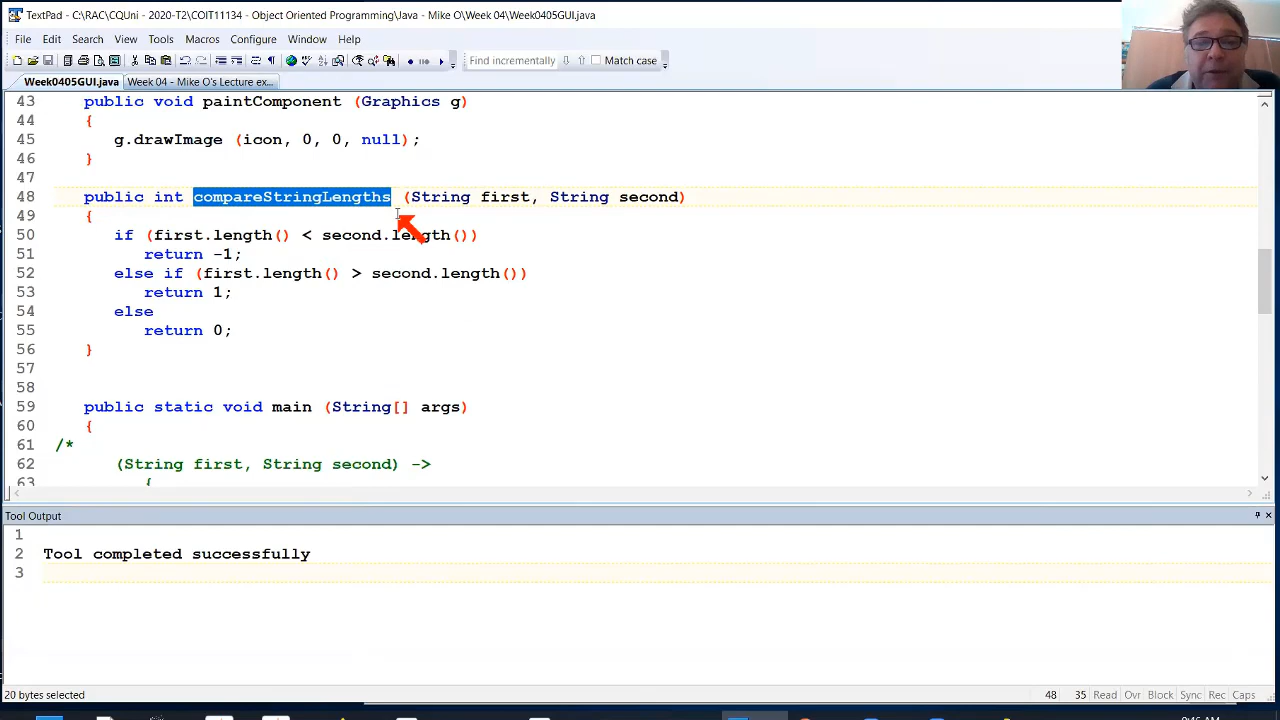 TextPad - C:\RAC\CQUni - 2020-T2\COIT11134 - Object Oriented Programming\Java - Mike O\Week 04\Week0405GUI.java
File Edit Search View Tools Macros Configure Window Help
Find incrementally Match case
Week0405GUI.java Week 04 - Mike O's Lecture ex...
43 public void paintComponent (Graphics g)
44 {
45 g.drawImage (icon, 0, 0, null);
46 }
47
48 public int compareStringLengths (String first, String second)
49 {
50 if (first.length() < second.length())
51 return -1;
52 else if (first.length() > second.length())
53 return 1;
54 else
55 return 0;
56 }
57
58
59 public static void main (String[] args)
60 {
61 /*
62 (String first, String second) ->
63 {
Tool Output
1
2 Tool completed successfully
3
20 bytes selected 48 35 Read Ovr Block Sync Rec Caps